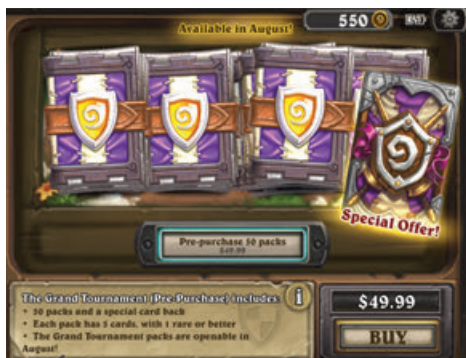 550
Available in August!
Special Offer!
Pre-purchase 50 packs
$49.99
The Grand Tournament (Pre-Purchase) includes:
• 50 packs and a special card back
• Each pack has 5 cards, with 1 rare or better
• The Grand Tournament packs are openable in
August!
$49.99
BUY